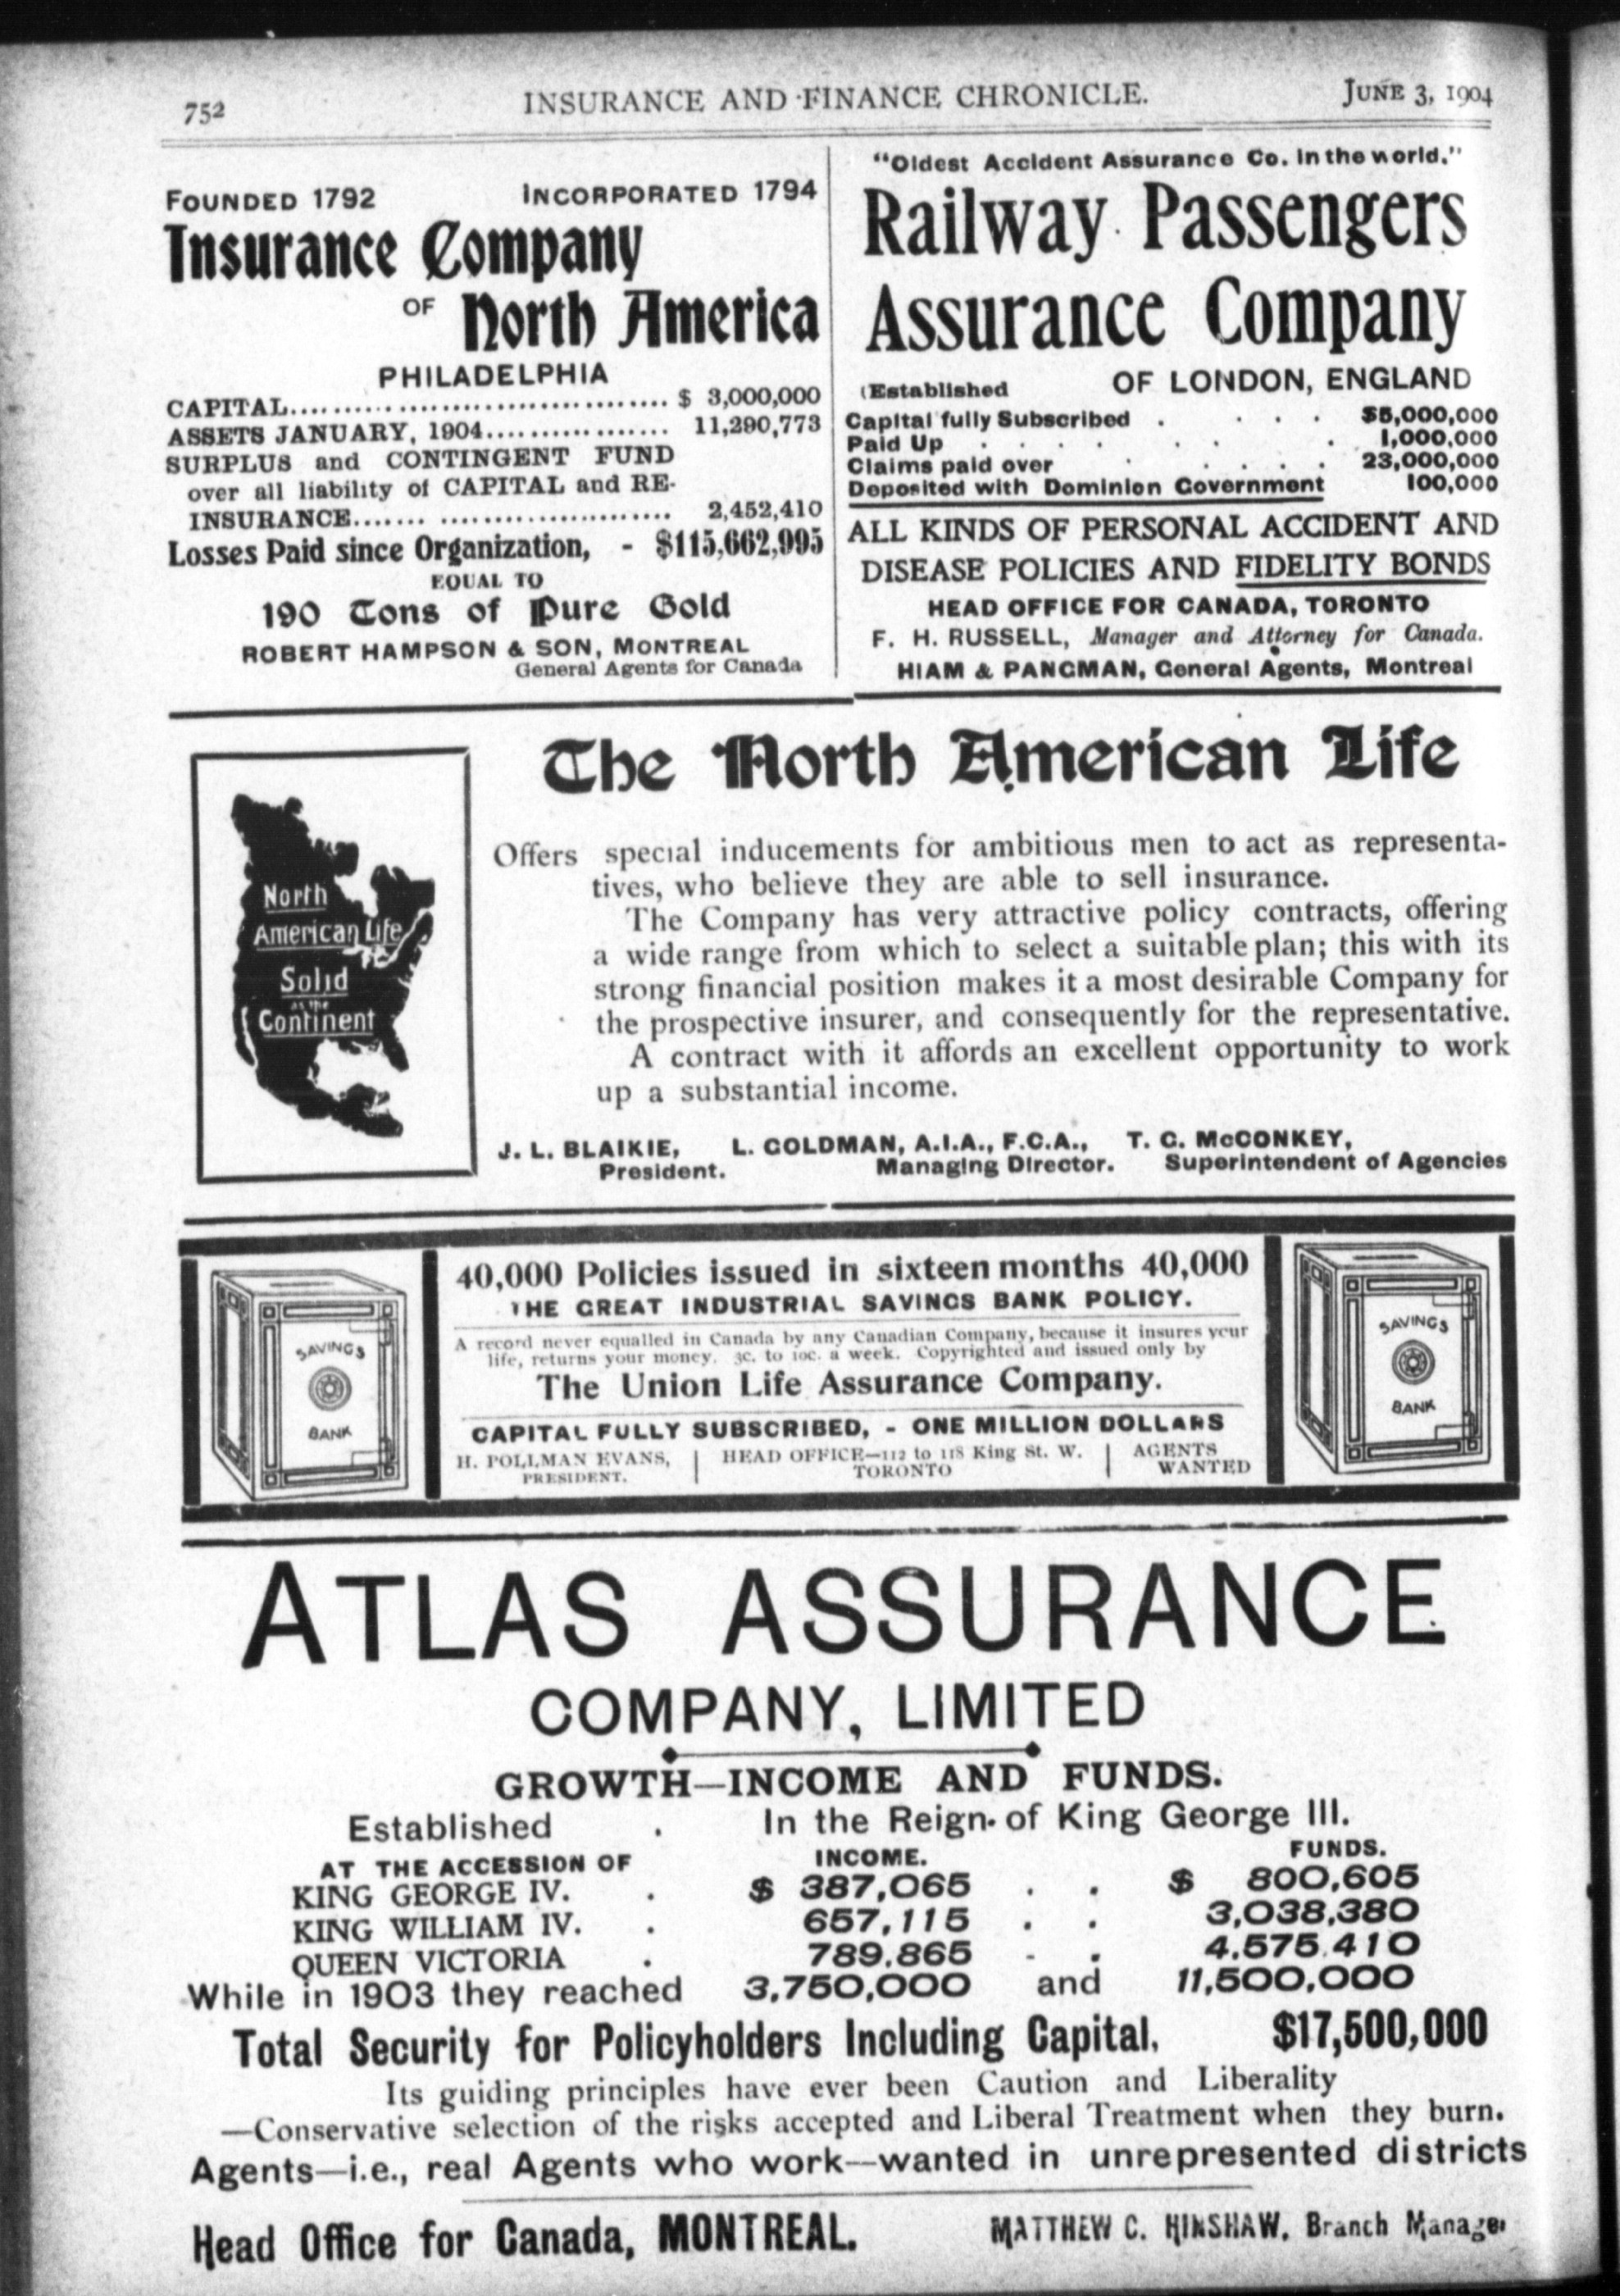 752
INSURANCE AND FINANCE CHRONICLE.
JUNE 3, 1904
FOUNDED 1792 INCORPORATED 1794
Insurance Company
OF North America
PHILADELPHIA
CAPITAL.................................... $ 3,000,000
ASSETS JANUARY, 1904.................. 11,290,773
SURPLUS and CONTINGENT FUND
over all liability of CAPITAL and RE-
INSURANCE....... ...................... 2,452,410
Losses Paid since Organization, - $115,662,995
EQUAL TO
190 Tons of Pure Gold
ROBERT HAMPSON & SON, MONTREAL
General Agents for Canada
"Oldest Accident Assurance Co. in the world."
Railway Passengers
Assurance Company
(Established OF LONDON, ENGLAND
Capital fully Subscribed . . . . $5,000,000
Paid Up . . . . . . 1,000,000
Claims paid over . . . . . 23,000,000
Deposited with Dominion Government 100,000
ALL KINDS OF PERSONAL ACCIDENT AND
DISEASE POLICIES AND FIDELITY BONDS
HEAD OFFICE FOR CANADA, TORONTO
F. H. RUSSELL, Manager and Attorney for Canada.
HIAM & PANGMAN, General Agents, Montreal
North
American Life
Solid
as the
Continent
The North American Life
Offers special inducements for ambitious men to act as representa-
tives, who believe they are able to sell insurance.
The Company has very attractive policy contracts, offering
a wide range from which to select a suitable plan; this with its
strong financial position makes it a most desirable Company for
the prospective insurer, and consequently for the representative.
A contract with it affords an excellent opportunity to work
up a substantial income.
J. L. BLAIKIE, L. GOLDMAN, A.I.A., F.C.A., T. G. McCONKEY,
President. Managing Director. Superintendent of Agencies
SAVINGS
BANK
40,000 Policies issued in sixteen months 40,000
THE GREAT INDUSTRIAL SAVINGS BANK POLICY.
A record never equalled in Canada by any Canadian Company, because it insures your
life, returns your money. 3c. to 10c. a week. Copyrighted and issued only by
The Union Life Assurance Company.
CAPITAL FULLY SUBSCRIBED, - ONE MILLION DOLLARS
H. POLLMAN EVANS, | HEAD OFFICE—112 to 118 King St. W. | AGENTS
PRESIDENT. TORONTO WANTED
SAVINGS
BANK
ATLAS ASSURANCE
COMPANY, LIMITED
GROWTH—INCOME AND FUNDS.
Established . In the Reign of King George III.
AT THE ACCESSION OF INCOME. FUNDS.
KING GEORGE IV. . $ 387,065 . . $ 800,605
KING WILLIAM IV. . 657,115 . . 3,038,380
QUEEN VICTORIA . 789,865 - . 4,575,410
While in 1903 they reached 3,750,000 and 11,500,000
Total Security for Policyholders Including Capital, $17,500,000
Its guiding principles have ever been Caution and Liberality
—Conservative selection of the risks accepted and Liberal Treatment when they burn.
Agents—i.e., real Agents who work—wanted in unrepresented districts
Head Office for Canada, MONTREAL. MATTHEW C. HINSHAW, Branch Manager